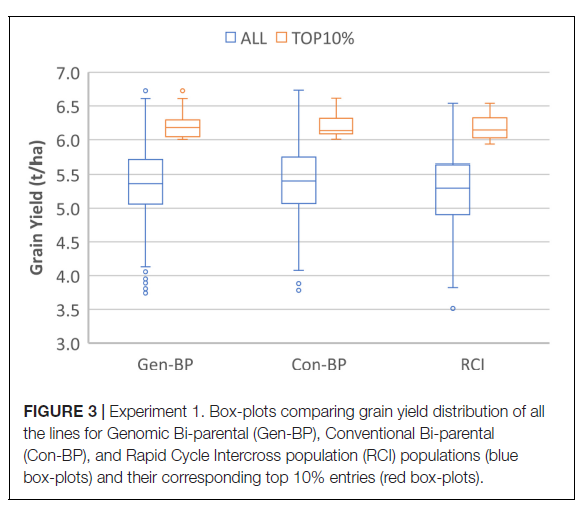 ALL TOP10%
7.0
6.5
6.0
5.5
5.0
4.5
4.0
3.5
3.0
Grain Yield (t/ha)
Gen-BP Con-BP RCI
FIGURE 3 | Experiment 1. Box-plots comparing grain yield distribution of all
the lines for Genomic Bi-parental (Gen-BP), Conventional Bi-parental
(Con-BP), and Rapid Cycle Intercross population (RCI) populations (blue
box-plots) and their corresponding top 10% entries (red box-plots).